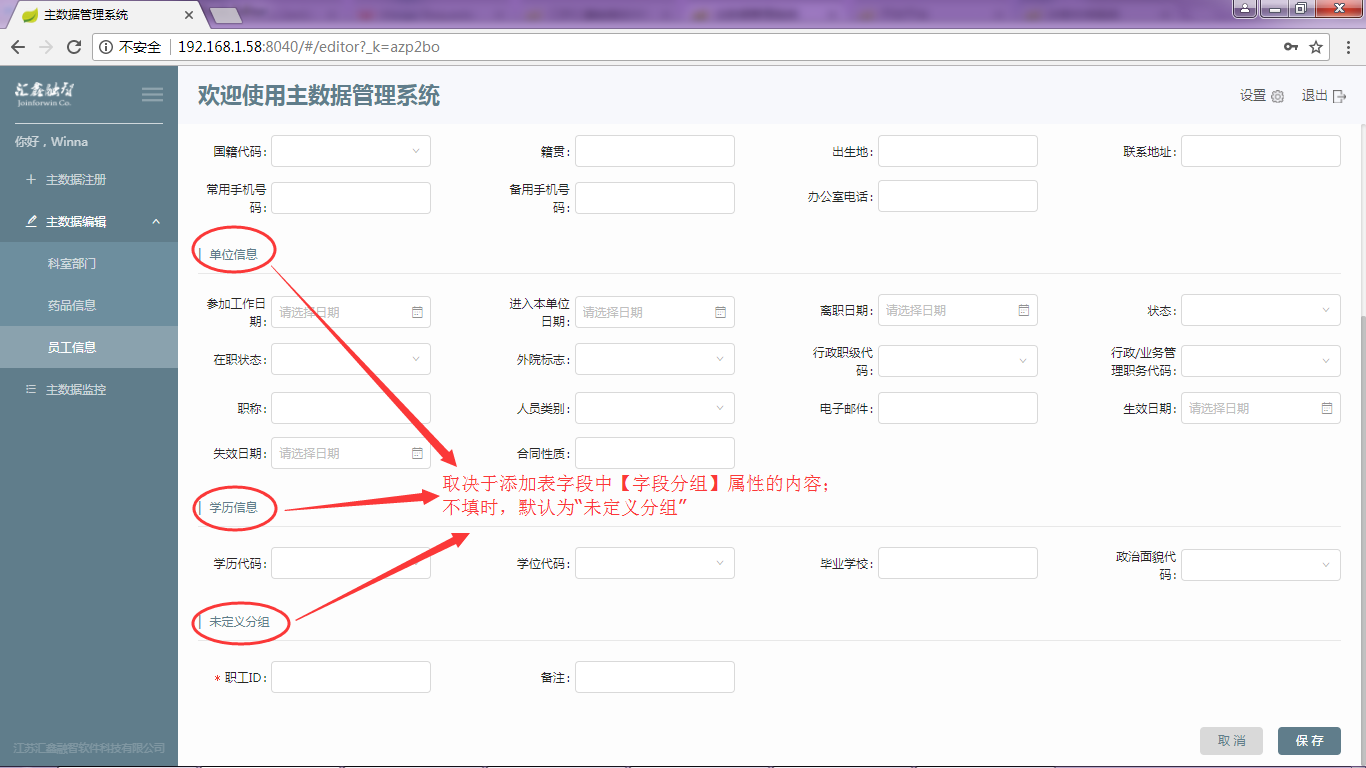 主数据管理系统
不安全 192.168.1.58:8040/#/editor?_k=azp2bo
汇鑫融智
Joinforwin Co.
欢迎使用主数据管理系统
设置 退出
你好，Winna
主数据注册
主数据编辑
科室部门
药品信息
员工信息
主数据监控
江苏汇鑫融智软件科技有限公司
国籍代码: 籍贯: 出生地: 联系地址:
常用手机号码: 备用手机号码: 办公室电话:
单位信息
参加工作日期: 请选择日期 进入本单位日期: 请选择日期 离职日期: 请选择日期 状态:
在职状态: 外院标志: 行政职级代码: 行政/业务管理职务代码:
职称: 人员类别: 电子邮件: 生效日期: 请选择日期
失效日期: 请选择日期 合同性质:
取决于添加表字段中【字段分组】属性的内容；
不填时，默认为“未定义分组”
学历信息
学历代码: 学位代码: 毕业学校: 政治面貌代码:
未定义分组
* 职工ID: 备注:
取消 保存